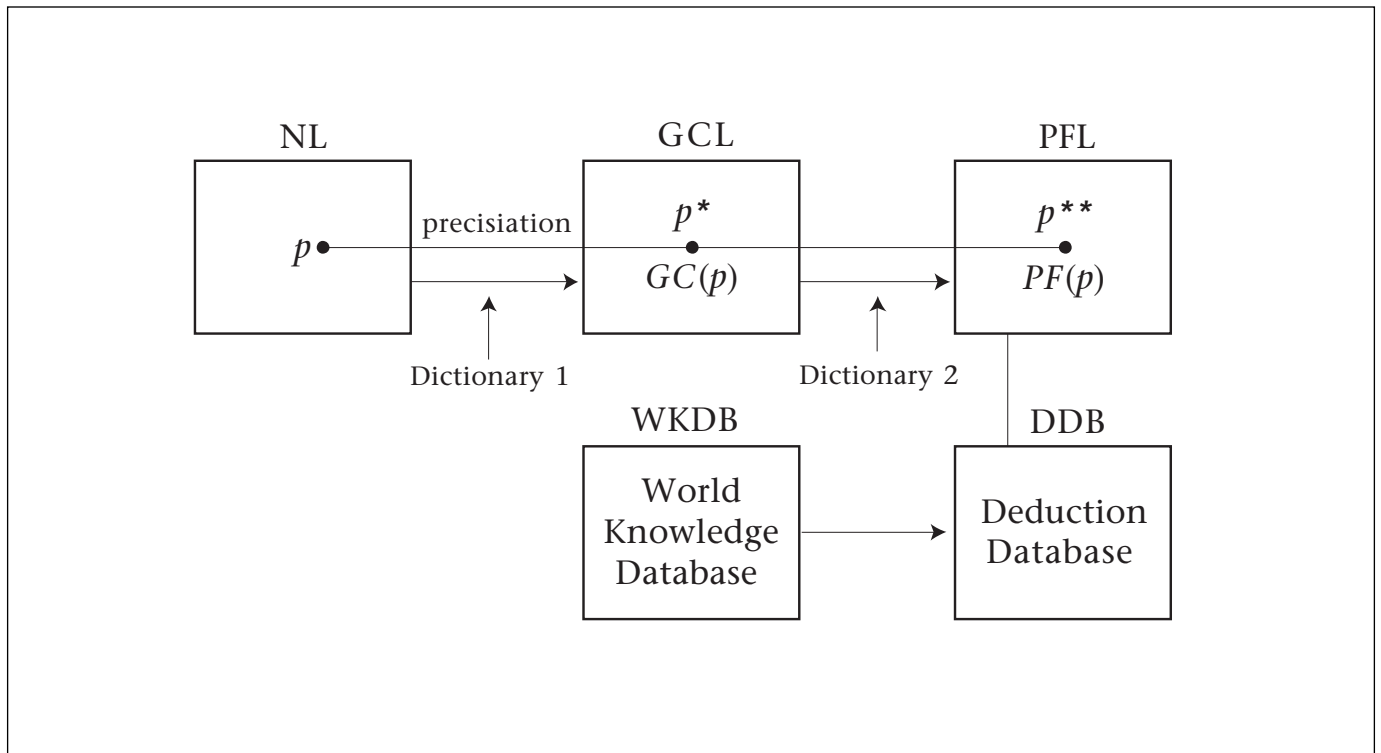 NL
GCL
PFL
precisiation
p*
p**
p
GC(p)
PF(p)
Dictionary 1
Dictionary 2
WKDB
DDB
World
Knowledge
Database
Deduction
Database